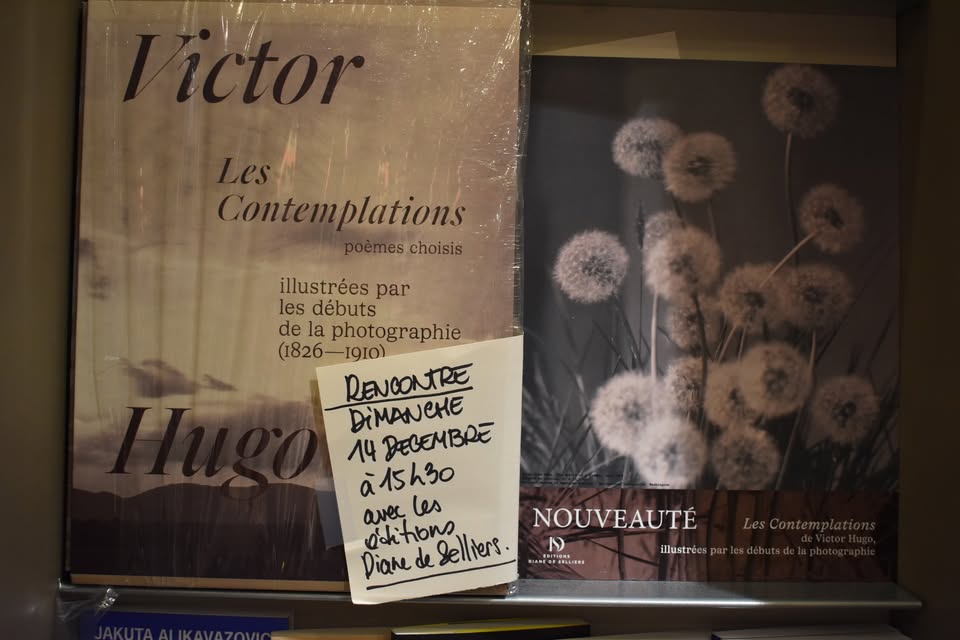 Victor
Les
Contemplations
poèmes choisis
illustrées par
les débuts
de la photographie
(1826—1910)
Hugo
RENCONTRE
DIMANCHE
14 DECEMBRE
à 15h30
avec les
éditions
Diane de Selliers.
NOUVEAUTÉ
ÉDITIONS
DIANE DE SELLIERS
Les Contemplations
de Victor Hugo,
illustrées par les débuts de la photographie
JAKUTA ALIKAVAZOVIC